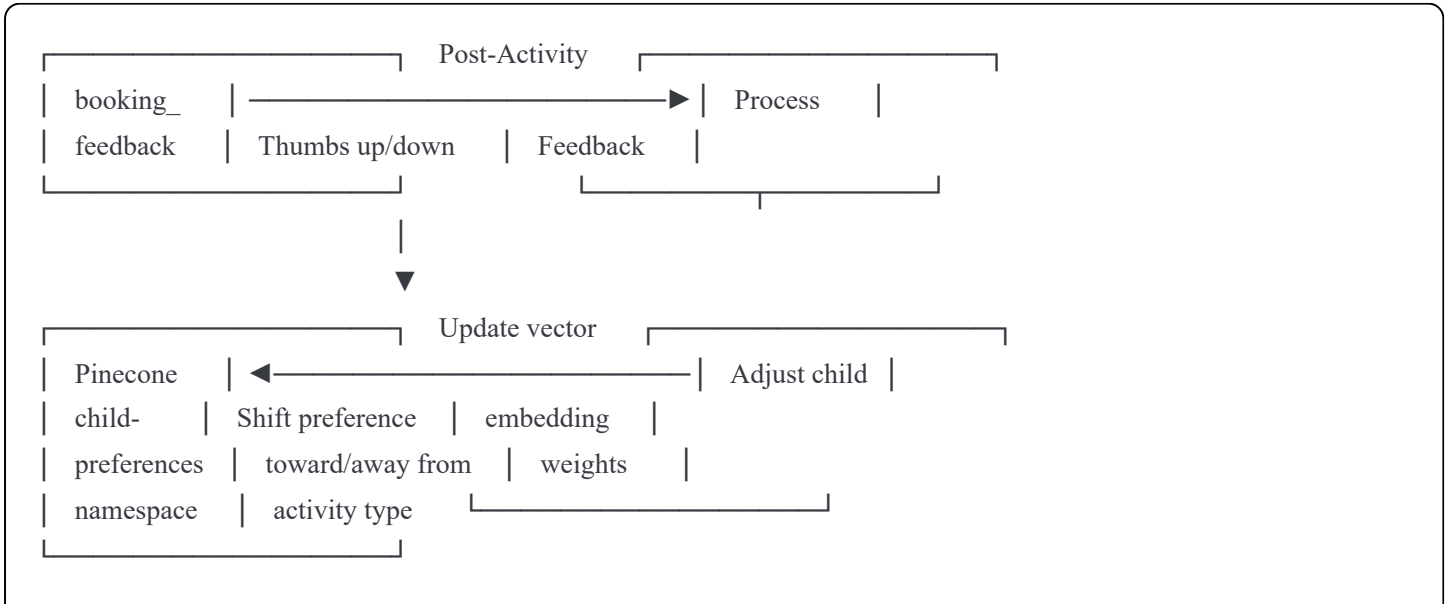 Post-Activity
booking_ Process
feedback Thumbs up/down Feedback
Update vector
Pinecone Adjust child
child- Shift preference embedding
preferences toward/away from weights
namespace activity type